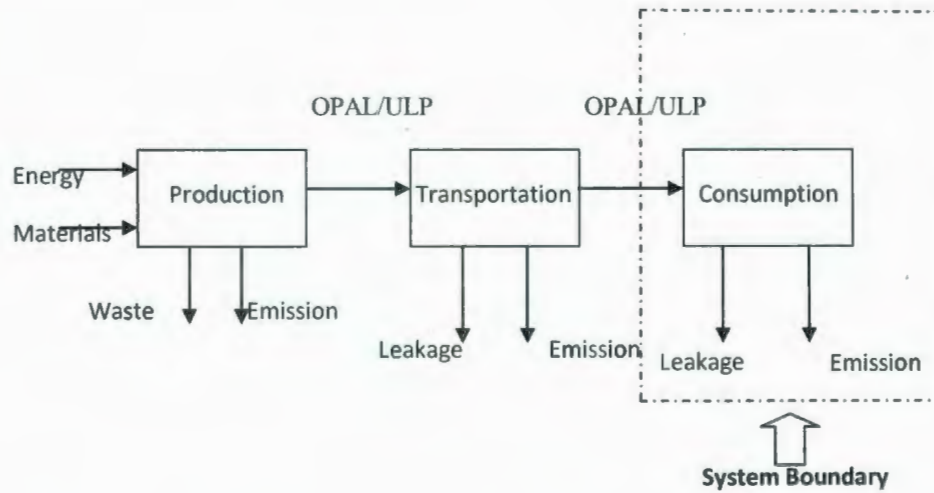 OPAL/ULP
OPAL/ULP
Energy
Production
Transportation
Consumption
Materials
Waste
Emission
Leakage
Emission
Leakage
Emission
System Boundary